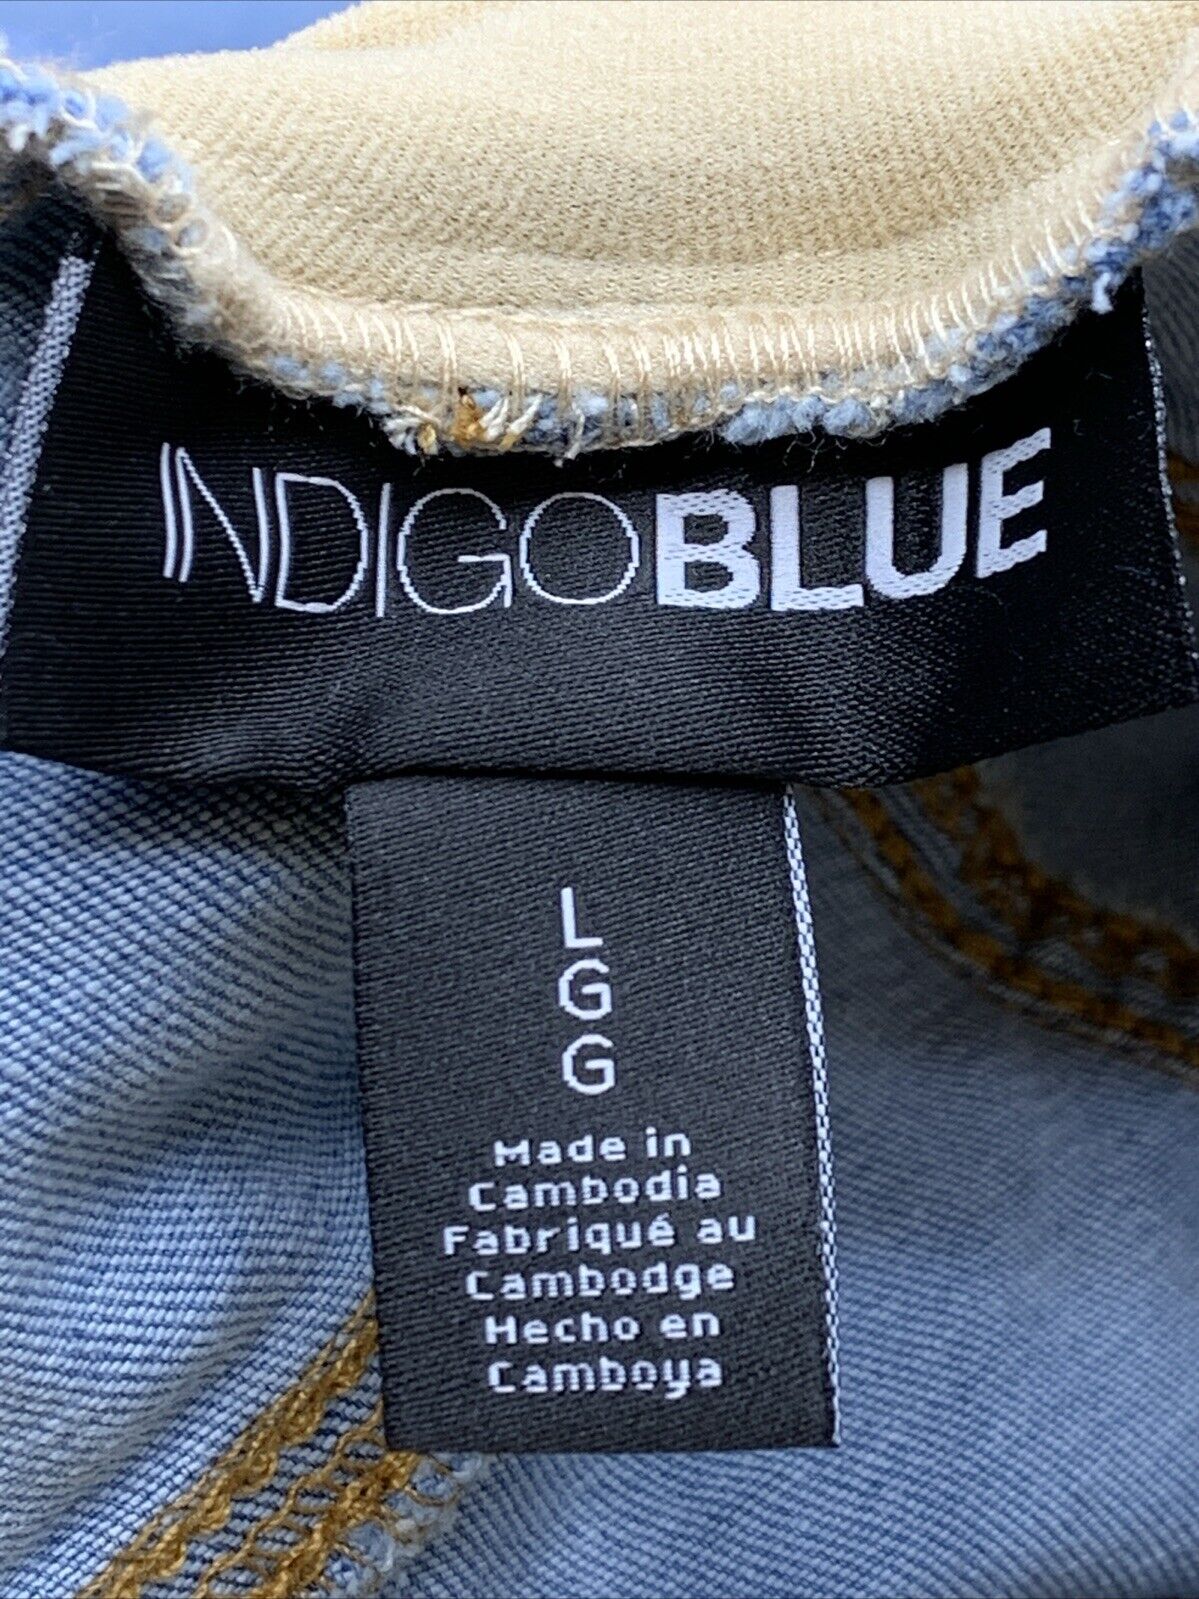 INDIGOBLUE
L
G
G
Made in
Cambodia
Fabriqué au
Cambodge
Hecho en
Camboya